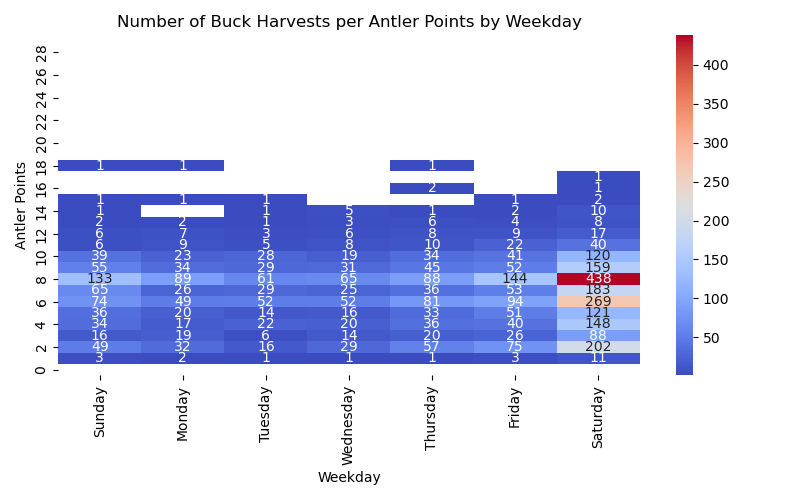 Number of Buck Harvests per Antler Points by Weekday
Antler Points
28
26
24
22
20
18 1 1 1
1
16 2 1
1 1 1 1 2
14 1 1 5 1 2 10
2 2 1 3 6 4 8
12 6 7 3 6 8 9 17
6 9 5 8 10 22 40
10 39 23 28 19 34 41 120
55 34 29 31 45 52 159
8 133 89 61 65 88 144 438
65 26 29 25 36 53 183
6 74 49 52 52 81 94 269
36 20 14 16 33 51 121
4 34 17 22 20 36 40 148
16 19 6 14 20 26 88
2 49 32 16 29 57 75 202
3 2 1 1 1 3 11
0
Sunday Monday Tuesday Wednesday Thursday Friday Saturday
Weekday
400
350
300
250
200
150
100
50